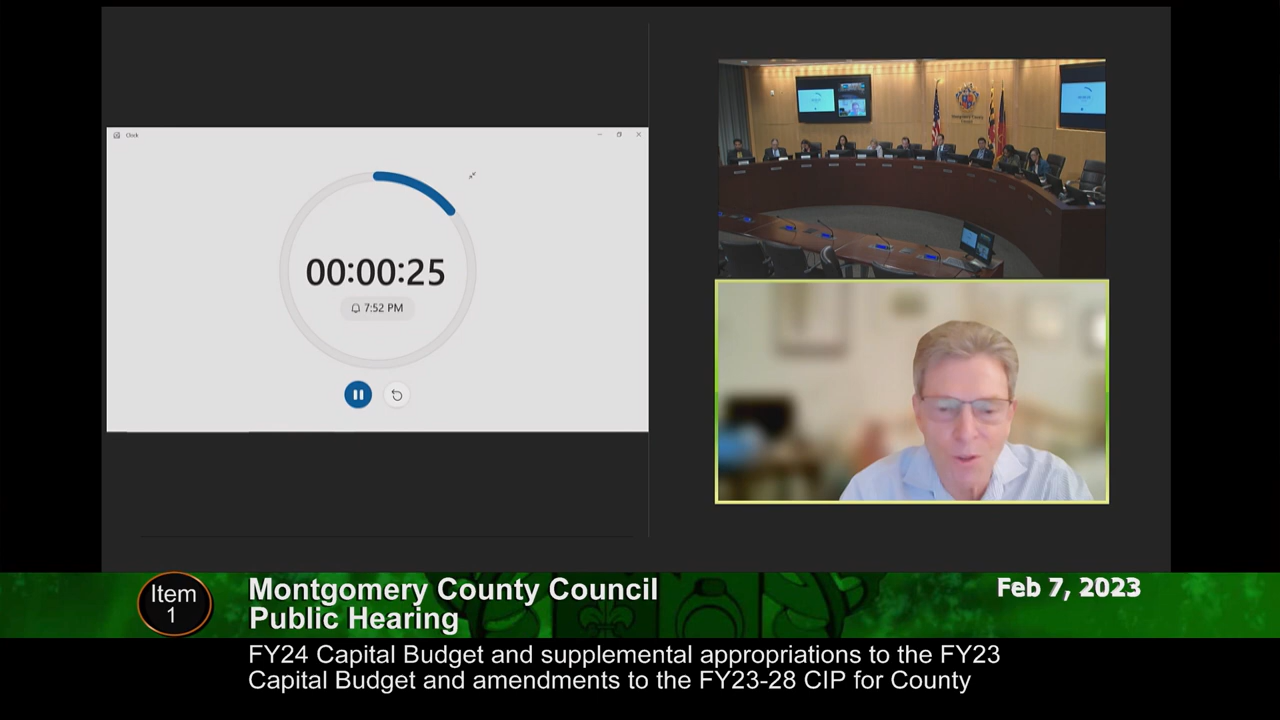 Clock
00:00:25
7:52 PM
Item
1
Montgomery County Council
Public Hearing
Feb 7, 2023
FY24 Capital Budget and supplemental appropriations to the FY23
Capital Budget and amendments to the FY23-28 CIP for County